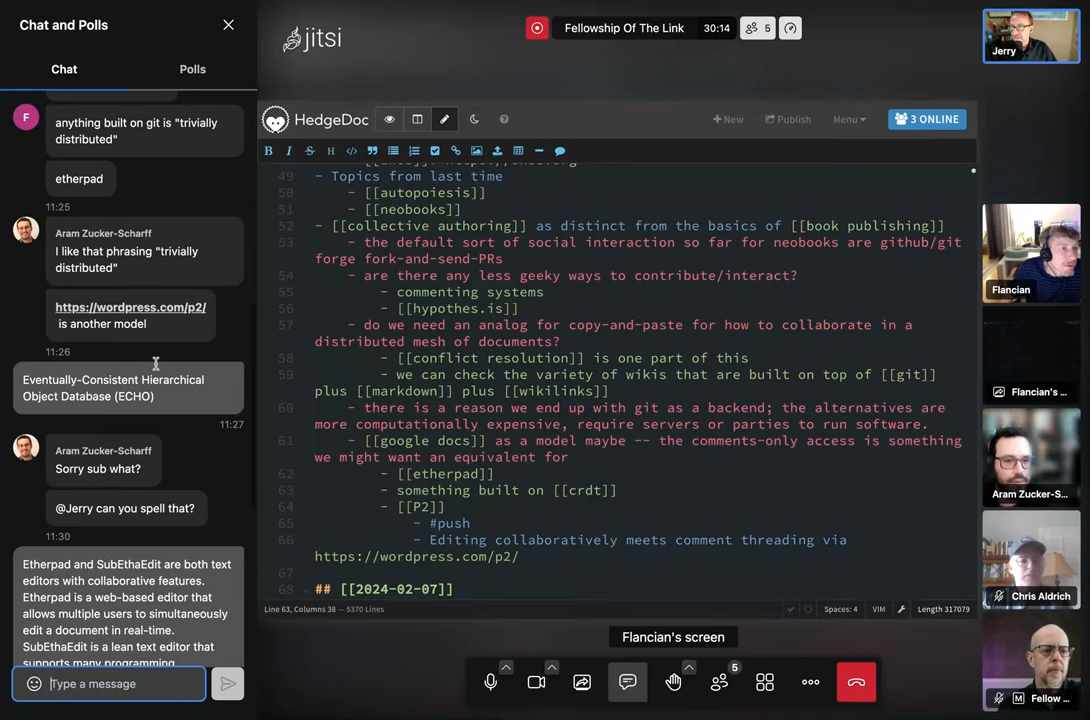 Chat and Polls
Chat
Polls
F
anything built on git is "trivially
distributed"
etherpad
11:25
Aram Zucker-Scharff
I like that phrasing "trivially
distributed"
https://wordpress.com/p2/
is another model
11:26
Eventually-Consistent Hierarchical
Object Database (ECHO)
11:27
Aram Zucker-Scharff
Sorry sub what?
@Jerry can you spell that?
11:30
Etherpad and SubEthaEdit are both text
editors with collaborative features.
Etherpad is a web-based editor that
allows multiple users to simultaneously
edit a document in real-time.
SubEthaEdit is a lean text editor that
supports many programming
Type a message
jitsi
Fellowship Of The Link
30:14
5
HedgeDoc
New
Publish
Menu
3 ONLINE
B I S H
49
- Topics from last time
50 - [[autopoiesis]]
51 - [[neobooks]]
52 - [[collective authoring]] as distinct from the basics of [[book publishing]]
53 - the default sort of social interaction so far for neobooks are github/git
forge fork-and-send-PRs
54 - are there any less geeky ways to contribute/interact?
55 - commenting systems
56 - [[hypothes.is]]
57 - do we need an analog for copy-and-paste for how to collaborate in a
distributed mesh of documents?
58 - [[conflict resolution]] is one part of this
59 - we can check the variety of wikis that are built on top of [[git]]
plus [[markdown]] plus [[wikilinks]]
60 - there is a reason we end up with git as a backend; the alternatives are
more computationally expensive, require servers or parties to run software.
61 - [[google docs]] as a model maybe -- the comments-only access is something
we might want an equivalent for
62 - [[etherpad]]
63 - something built on [[crdt]]
64 - [[P2]]
65 - #push
66 - Editing collaboratively meets comment threading via
https://wordpress.com/p2/
67
68 ## [[2024-02-07]]
Line 63, Columns 38 — 5370 Lines
Spaces: 4
VIM
Length 317079
Flancian's screen
5
Jerry
Flancian
Flancian's ...
Aram Zucker-S...
Chris Aldrich
M
Fellow ...